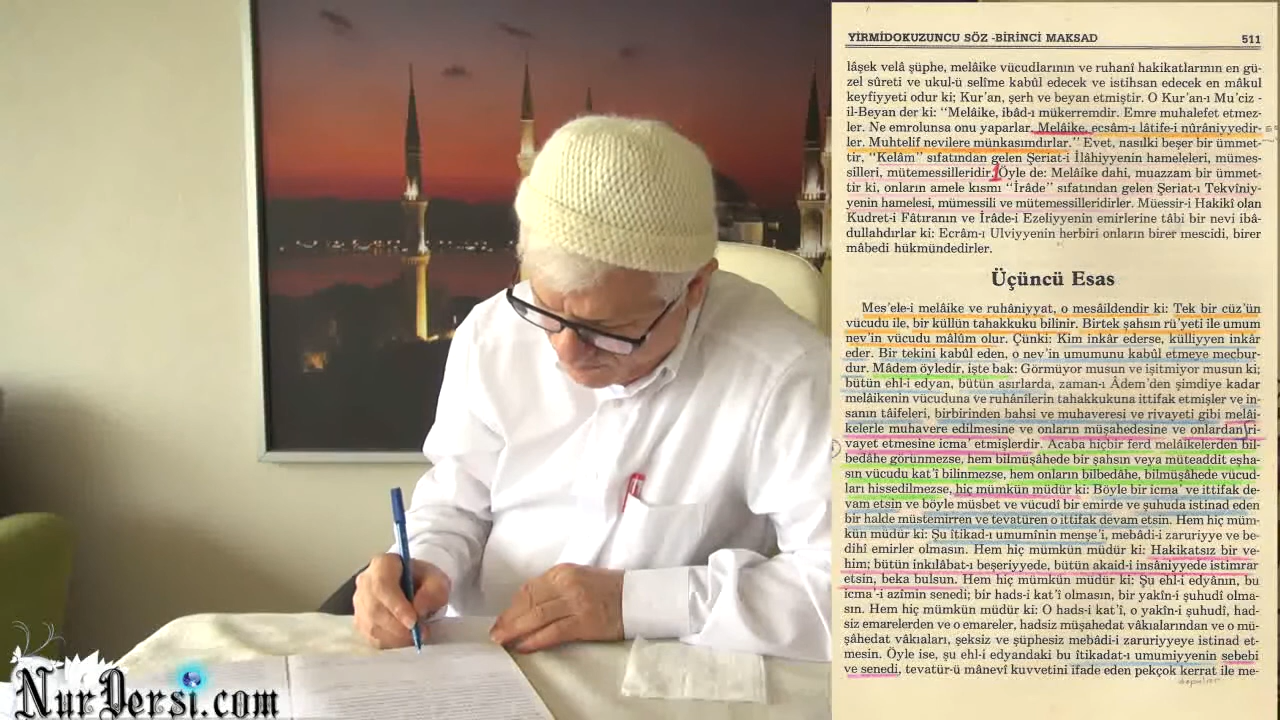 YİRMİDOKUZUNCU SÖZ -BİRİNCİ MAKSAD 511
lâşek velâ şüphe, melâike vücudlarının ve ruhanî hakikatlarının en gü-
zel sûreti ve ukul-ü selîme kabûl edecek ve istihsan edecek en mâkul
keyfiyyeti odur ki; Kur'an, şerh ve beyan etmiştir. O Kur'an-ı Mu'ciz -
il-Beyan der ki: "Melâike, ibâd-ı mükerremdir. Emre muhalefet etmez-
ler. Ne emrolunsa onu yaparlar. Melâike, ecsâm-ı lâtife-i nûrâniyyedir-
ler. Muhtelif nevilere münkasımdırlar." Evet, nasılki beşer bir ümmet-
tir, "Kelâm" sıfatından gelen Şeriat-i İlâhiyyenin hameleleri, mümes-
silleri, mütemessilleridir. Öyle de: Melâike dahi, muazzam bir ümmet-
tir ki, onların amele kısmı "İrâde" sıfatından gelen Şeriat-ı Tekviniy-
yenin hamelesi, mümessili ve mütemessilleridirler. Müessir-i Hakikî olan
Kudret-i Fâtıranın ve İrâde-i Ezeliyyenin emirlerine tâbi bir nevi ibâ-
dullahdırlar ki: Ecrâm-ı Ulviyyenin herbiri onların birer mescidi, birer
mâbedi hükmündedirler.
Üçüncü Esas
Mes'ele-i melâike ve ruhâniyyat, o mesâildendir ki: Tek bir cüz'ün
vücudu ile, bir küllün tahakkuku bilinir. Birtek şahsın rü'yeti ile umum
nev'in vücudu mâlûm olur. Çünki: Kim inkâr ederse, külliyyen inkâr
eder. Bir tekini kabûl eden, o nev'in umumunu kabûl etmeye mecbur-
dur. Mâdem öyledir, işte bak: Görmüyor musun ve işitmiyor musun ki;
bütün ehl-i edyan, bütün asırlarda, zaman-ı Âdem'den şimdiye kadar
melâikenin vücuduna ve ruhânîlerin tahakkukuna ittifak etmişler ve in-
sanın tâifeleri, birbirinden bahsi ve muhaveresi ve rivayeti gibi melâi-
kelerle muhavere edilmesine ve onların müşahedesine ve onlardan ri-
vayet etmesine icma' etmişlerdir. Acaba hiçbir ferd melâikelerden bil-
bedâhe görünmezse, hem bilmüşâhede bir şahsın veya müteaddit eşha-
sın vücudu kat'î bilinmezse, hem onların bilbedâhe, bilmüşâhede vücud-
ları hissedilmezse, hiç mümkün müdür ki: Böyle bir icma' ve ittifak de-
vam etsin ve böyle müsbet ve vücudî bir emirde ve şuhuda istinad eden
bir halde müstemirren ve tevatüren o ittifak devam etsin. Hem hiç müm-
kün müdür ki: Şu îtikad-ı umumînin menşe'i, mebâdi-i zaruriyye ve be-
dihî emirler olmasın. Hem hiç mümkün müdür ki: Hakikatsız bir ve-
him; bütün inkılâbat-ı beşeriyyede, bütün akaid-i insâniyyede istimrar
etsin, beka bulsun. Hem hiç mümkün müdür ki: Şu ehl-i edyânın, bu
icma'-i azîmin senedi; bir hads-i kat'î olmasın, bir yakîn-i şuhudî olma-
sın. Hem hiç mümkün müdür ki: O hads-i kat'î, o yakîn-i şuhudî, had-
siz emarelerden ve o emareler, hadsiz müşahedat vâkıalarından ve o mü-
şâhedat vâkıaları, şeksiz ve şüphesiz mebâdi-i zaruriyyeye istinad et-
mesin. Öyle ise, şu ehl-i edyandaki bu îtikadat-ı umumiyyenin sebebi
ve senedi, tevatür-ü mânevî kuvvetini ifade eden pekçok kerrat ile me-
NurDersi.com